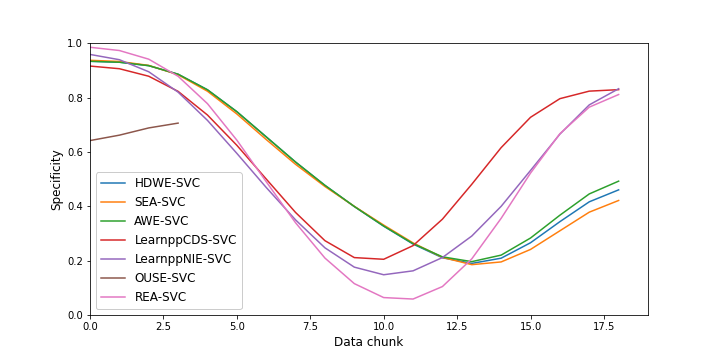 1.0
0.8
0.6
0.4
0.2
0.0
Specificity
HDWE-SVC
SEA-SVC
AWE-SVC
LearnppCDS-SVC
LearnppNIE-SVC
OUSE-SVC
REA-SVC
0.0 2.5 5.0 7.5 10.0 12.5 15.0 17.5
Data chunk